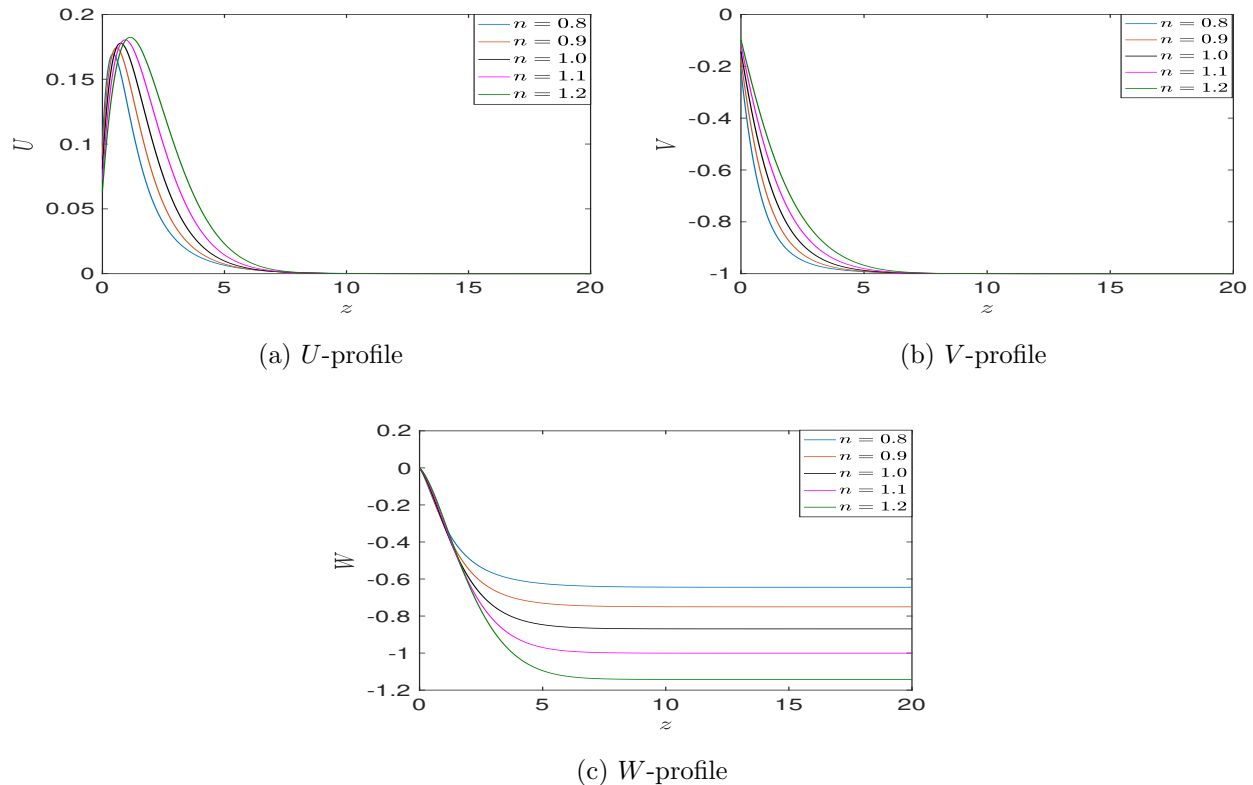 0.2
0.15
0.1
0.05
0
U
0
5
10
15
20
z
n = 0.8
n = 0.9
n = 1.0
n = 1.1
n = 1.2
(a) U-profile
0
-0.2
-0.4
-0.6
-0.8
-1
V
0
5
10
15
20
z
n = 0.8
n = 0.9
n = 1.0
n = 1.1
n = 1.2
(b) V-profile
0.2
0
-0.2
-0.4
-0.6
-0.8
-1
-1.2
W
0
5
10
15
20
z
n = 0.8
n = 0.9
n = 1.0
n = 1.1
n = 1.2
(c) W-profile